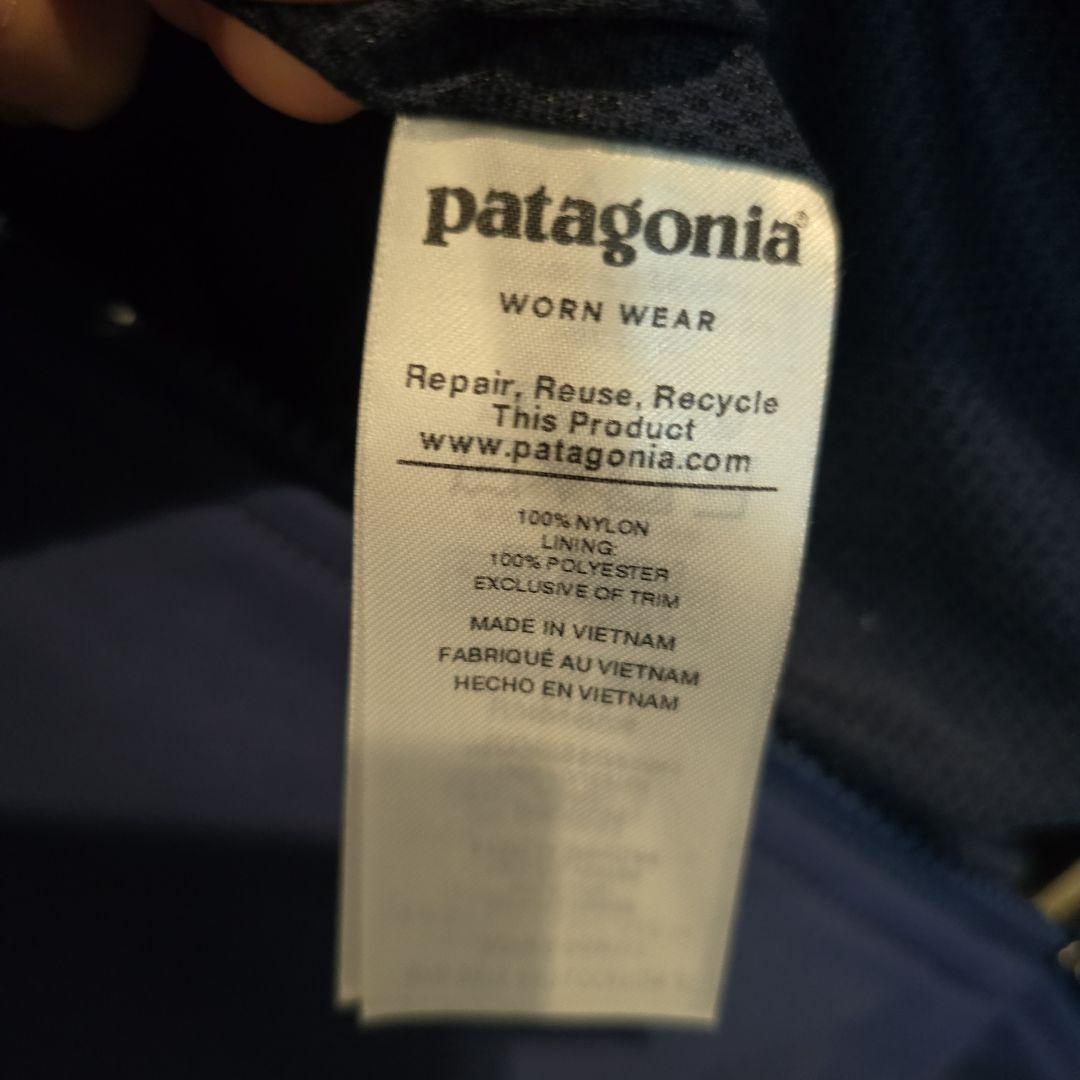 patagonia®
WORN WEAR
Repair, Reuse, Recycle
This Product
www.patagonia.com
100% NYLON
LINING:
100% POLYESTER
EXCLUSIVE OF TRIM
MADE IN VIETNAM
FABRIQUÉ AU VIETNAM
HECHO EN VIETNAM